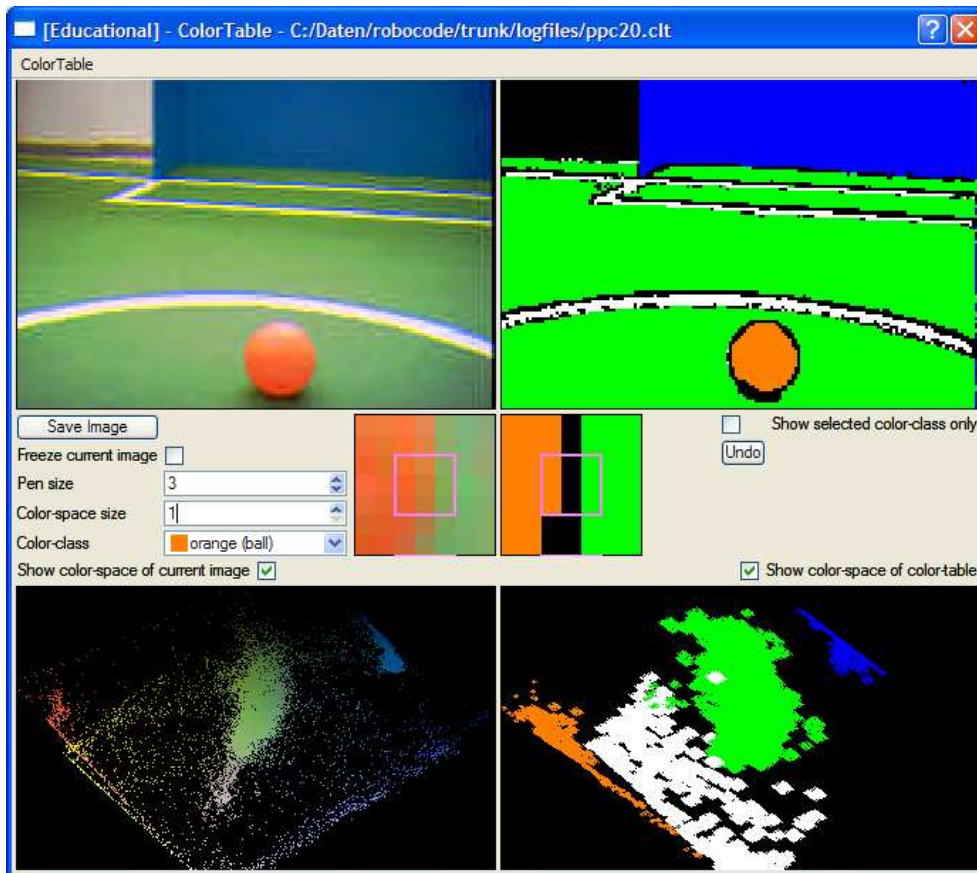 [Educational] - ColorTable - C:/Daten/robocode/trunk/logfiles/ppc20.clt
ColorTable
Save Image
Show selected color-class only
Freeze current image
Undo
Pen size 3
Color-space size 1
Color-class orange (ball)
Show color-space of current image
Show color-space of color-table